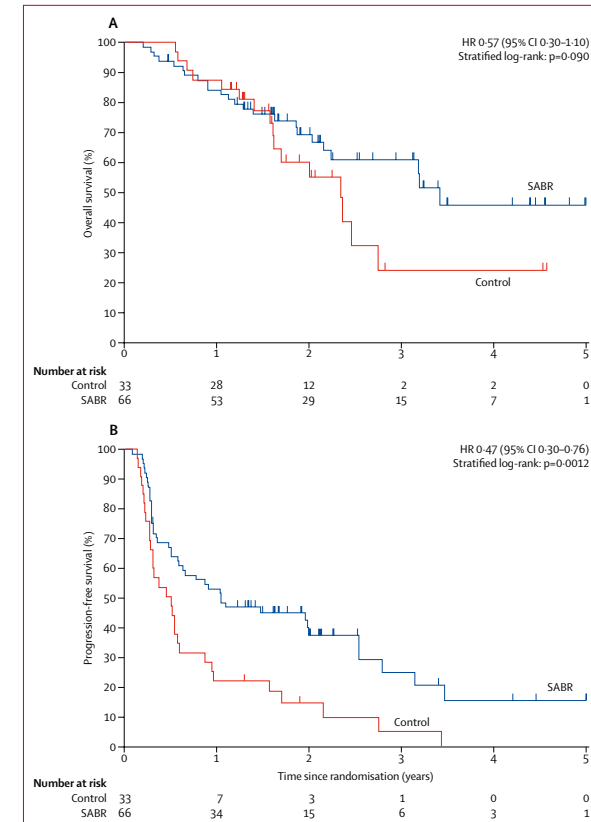 A
HR 0·57 (95% CI 0·30–1·10)
Stratified log-rank: p=0·090
100
90
80
70
60
50
40
30
20
10
0
Overall survival (%)
SABR
Control
0 1 2 3 4 5
Number at risk
Control 33 28 12 2 2 0
SABR 66 53 29 15 7 1
B
HR 0·47 (95% CI 0·30–0·76)
Stratified log-rank: p=0·0012
100
90
80
70
60
50
40
30
20
10
0
Progression-free survival (%)
SABR
Control
0 1 2 3 4 5
Time since randomisation (years)
Number at risk
Control 33 7 3 1 0 0
SABR 66 34 15 6 3 1